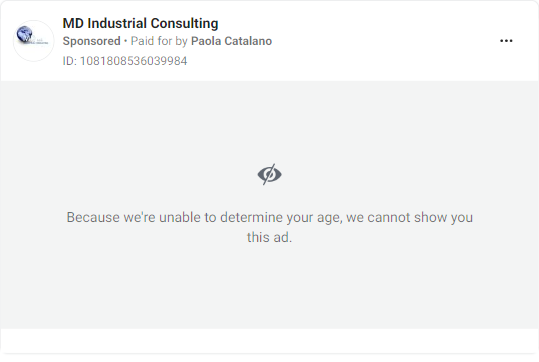 MD Industrial Consulting
Sponsored • Paid for by Paola Catalano
ID: 1081808536039984
Because we're unable to determine your age, we cannot show you
this ad.